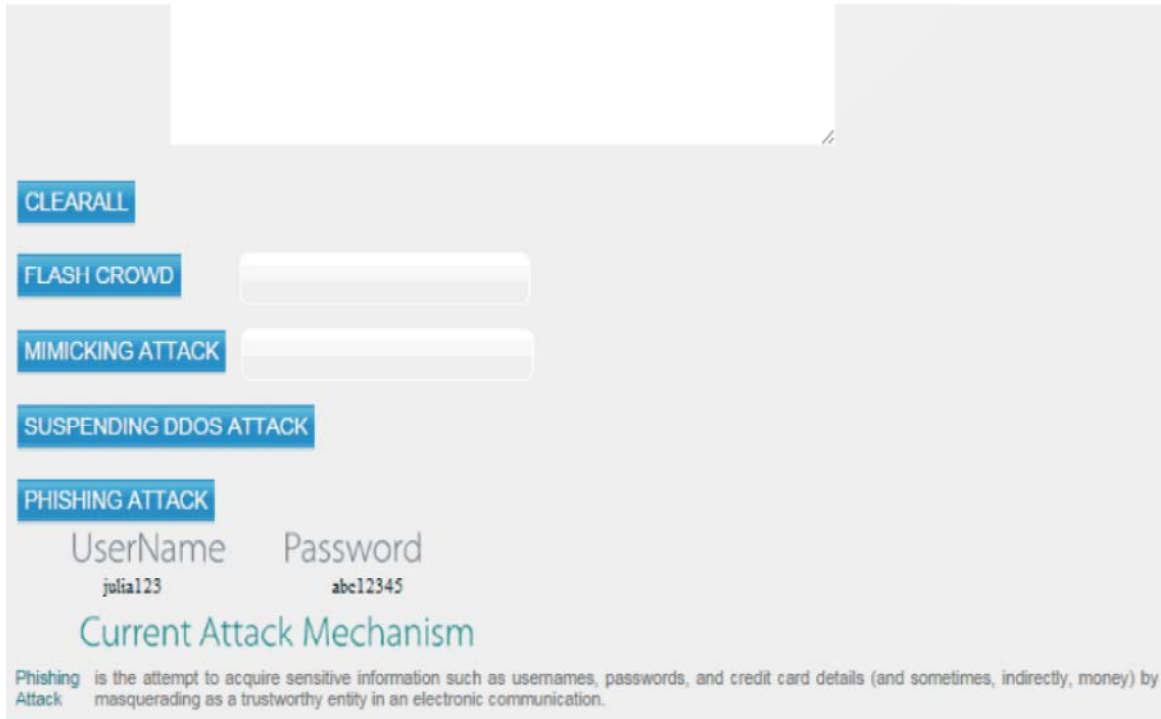 CLEARALL
FLASH CROWD
MIMICKING ATTACK
SUSPENDING DDOS ATTACK
PHISHING ATTACK
UserName Password
julia123 abc12345
Current Attack Mechanism
Phishing is the attempt to acquire sensitive information such as usernames, passwords, and credit card details (and sometimes, indirectly, money) by
Attack masquerading as a trustworthy entity in an electronic communication.